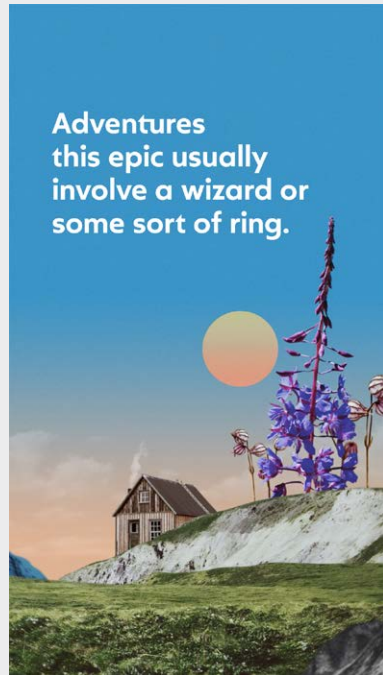 Adventures
this epic usually
involve a wizard or
some sort of ring.